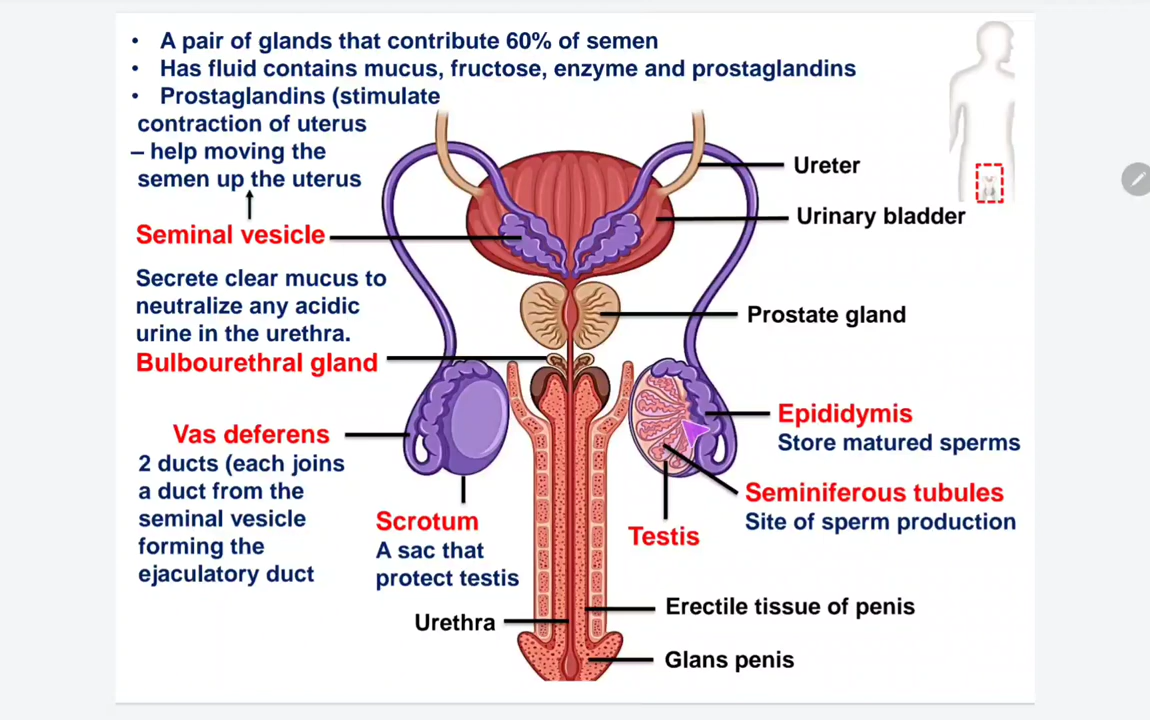 • A pair of glands that contribute 60% of semen
• Has fluid contains mucus, fructose, enzyme and prostaglandins
• Prostaglandins (stimulate
contraction of uterus
– help moving the
semen up the uterus
Seminal vesicle
Secrete clear mucus to
neutralize any acidic
urine in the urethra.
Bulbourethral gland
Vas deferens
2 ducts (each joins
a duct from the
seminal vesicle
forming the
ejaculatory duct
Scrotum
A sac that
protect testis
Urethra
Ureter
Urinary bladder
Prostate gland
Epididymis
Store matured sperms
Seminiferous tubules
Site of sperm production
Testis
Erectile tissue of penis
Glans penis